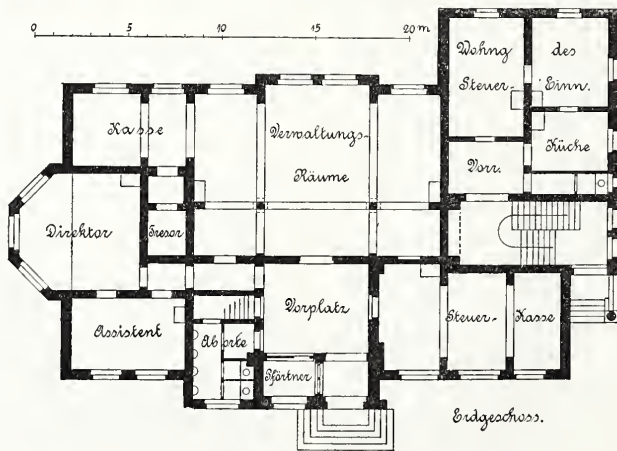 0 5 10 15 20 m
Wohng des
Steuer- Einn.
Kasse
Verwaltungs-
Räume
Küche
Vorr.
Direktor
Tresor
Vorplatz
Steuer- Kasse
Assistent
Aborte
Pförtner
Erdgeschoss.